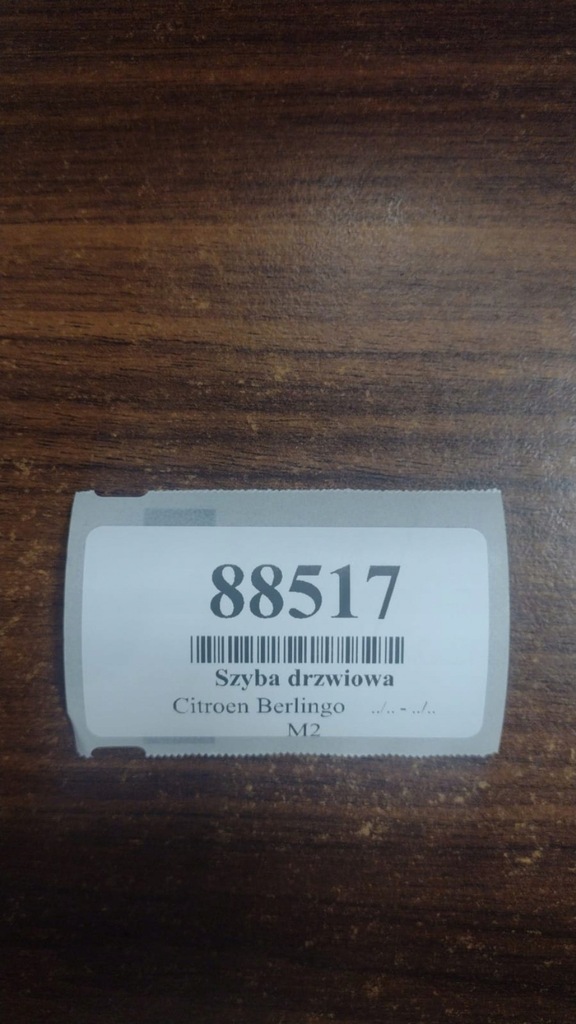 88517
Szyba drzwiowa
Citroen Berlingo ../.. - ../..
M2